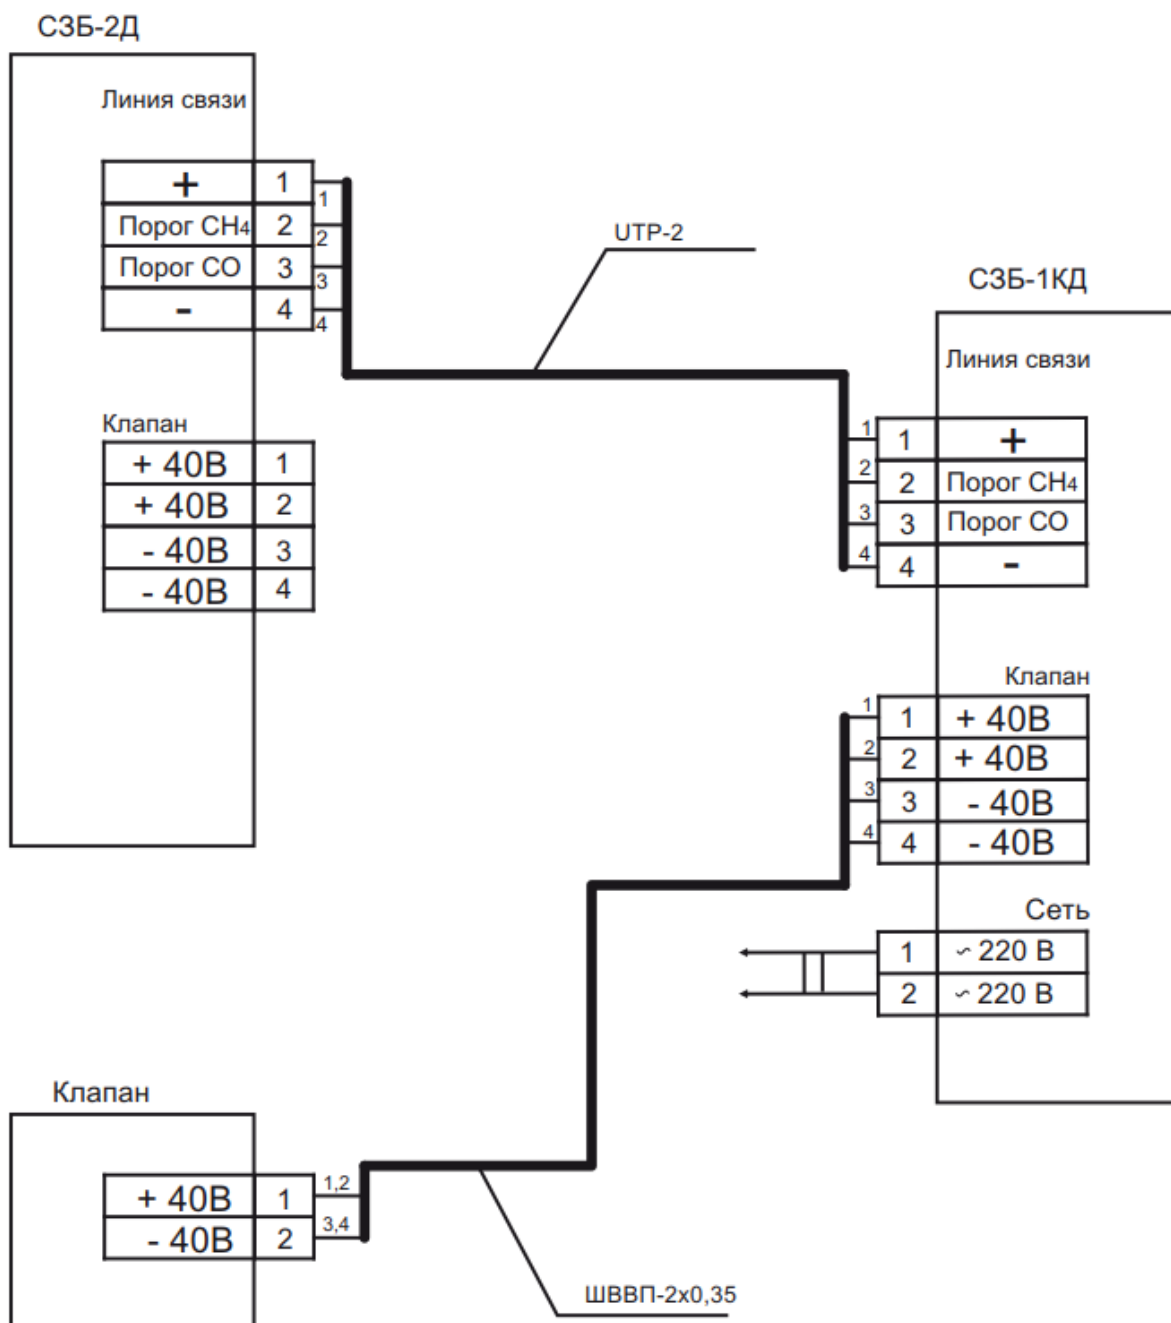 СЗБ-2Д
Линия связи
+ 1 1
Порог CH4 2 2
Порог CO 3 3
- 4 4
Клапан
+ 40В 1
+ 40В 2
- 40В 3
- 40В 4
UTP-2
СЗБ-1КД
Линия связи
1 1 +
2 2 Порог CH4
3 3 Порог CO
4 4 -
Клапан
1 1 + 40В
2 2 + 40В
3 3 - 40В
4 4 - 40В
Сеть
1 ~ 220 В
2 ~ 220 В
Клапан
+ 40В 1 1,2
- 40В 2 3,4
ШВВП-2х0,35